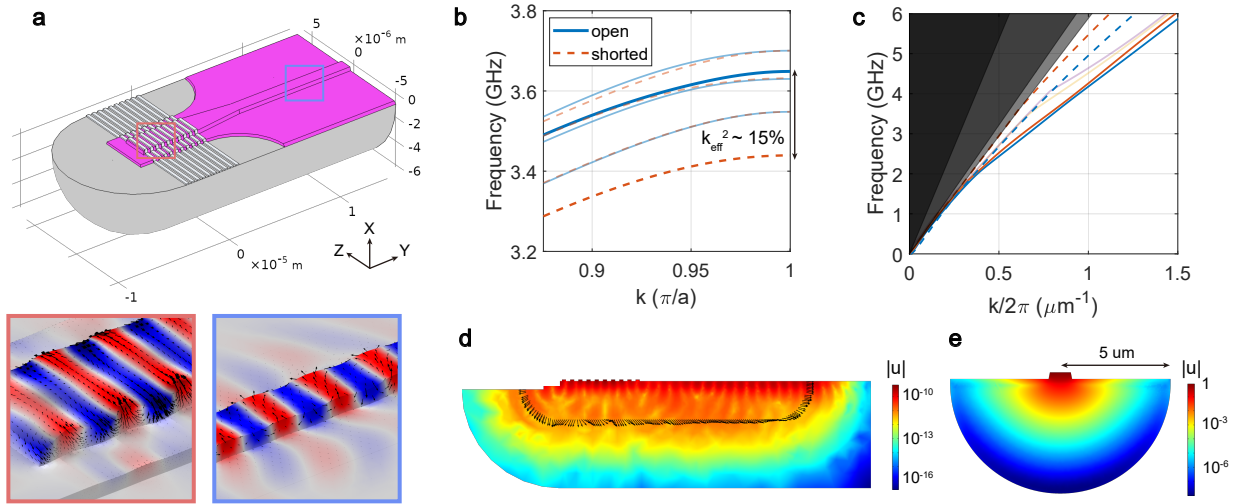 a
5
×10⁻⁶ m
0
-5
0
-2
-4
-6
1
0
×10⁻⁵ m
-1
X
Z
Y
b
3.8
3.6
3.4
3.2
Frequency (GHz)
open
shorted
k_eff² ~ 15%
0.9
0.95
1
k (π/a)
c
6
5
4
3
2
1
0
Frequency (GHz)
0
0.5
1
1.5
k/2π (μm⁻¹)
d
|u|
10⁻¹⁰
10⁻¹³
10⁻¹⁶
e
5 um
|u|
1
10⁻³
10⁻⁶